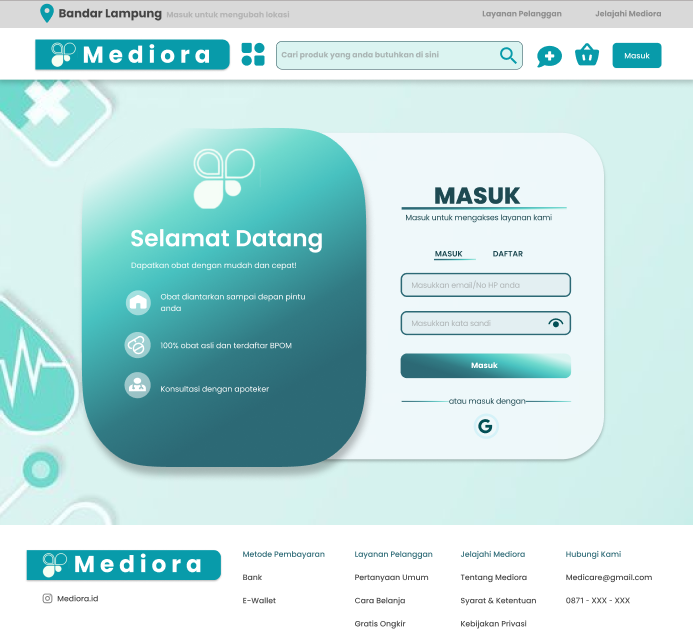 Bandar Lampung Masuk untuk mengubah lokasi
Layanan Pelanggan
Jelajahi Mediora
Mediora
Cari produk yang anda butuhkan di sini
Masuk
Selamat Datang
Dapatkan obat dengan mudah dan cepat!
Obat diantarkan sampai depan pintu
anda
100% obat asli dan terdaftar BPOM
Konsultasi dengan apoteker
MASUK
Masuk untuk mengakses layanan kami
MASUK
DAFTAR
Masukkan email/No HP anda
Masukkan kata sandi
Masuk
atau masuk dengan
G
Mediora
Mediora.id
Metode Pembayaran
Bank
E-Wallet
Layanan Pelanggan
Pertanyaan Umum
Cara Belanja
Gratis Ongkir
Jelajahi Mediora
Tentang Mediora
Syarat & Ketentuan
Kebijakan Privasi
Hubungi Kami
Medicare@gmail.com
0871 - XXX - XXX